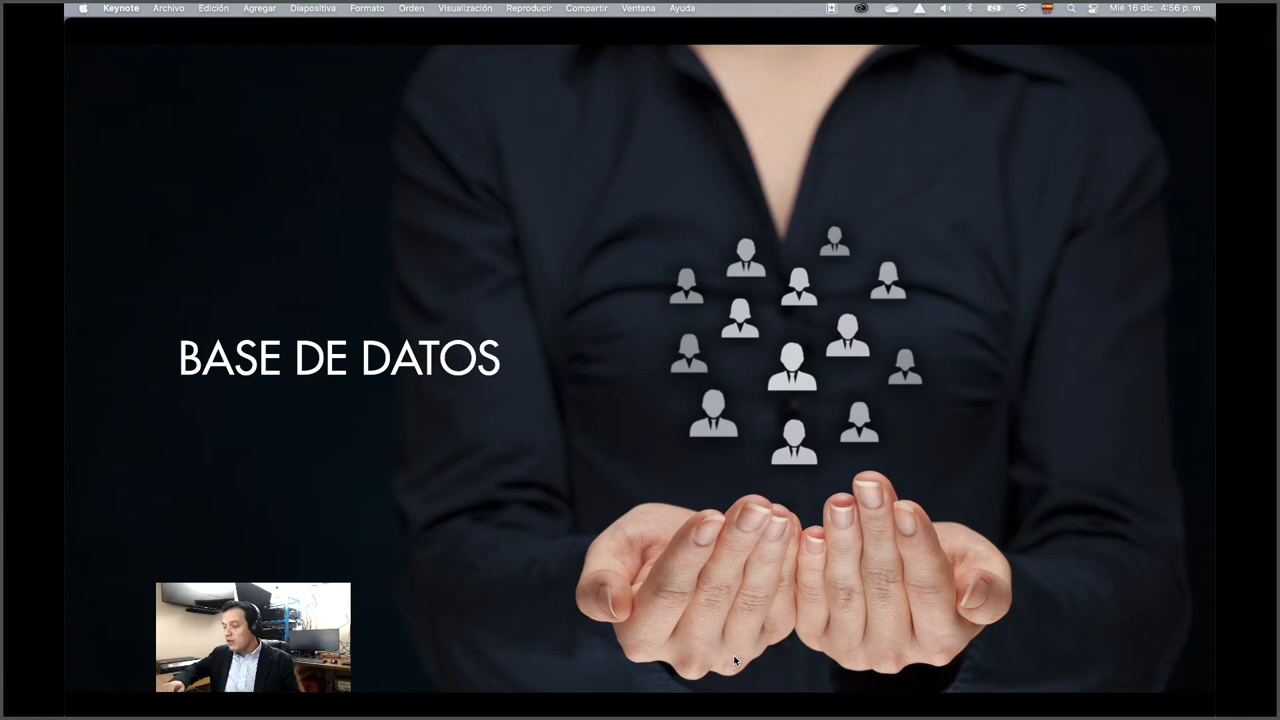 Keynote Archivo Edición Agregar Diapositiva Formato Orden Visualización Reproducir Compartir Ventana Ayuda Mié 16 dic. 4:56 p. m.
BASE DE DATOS